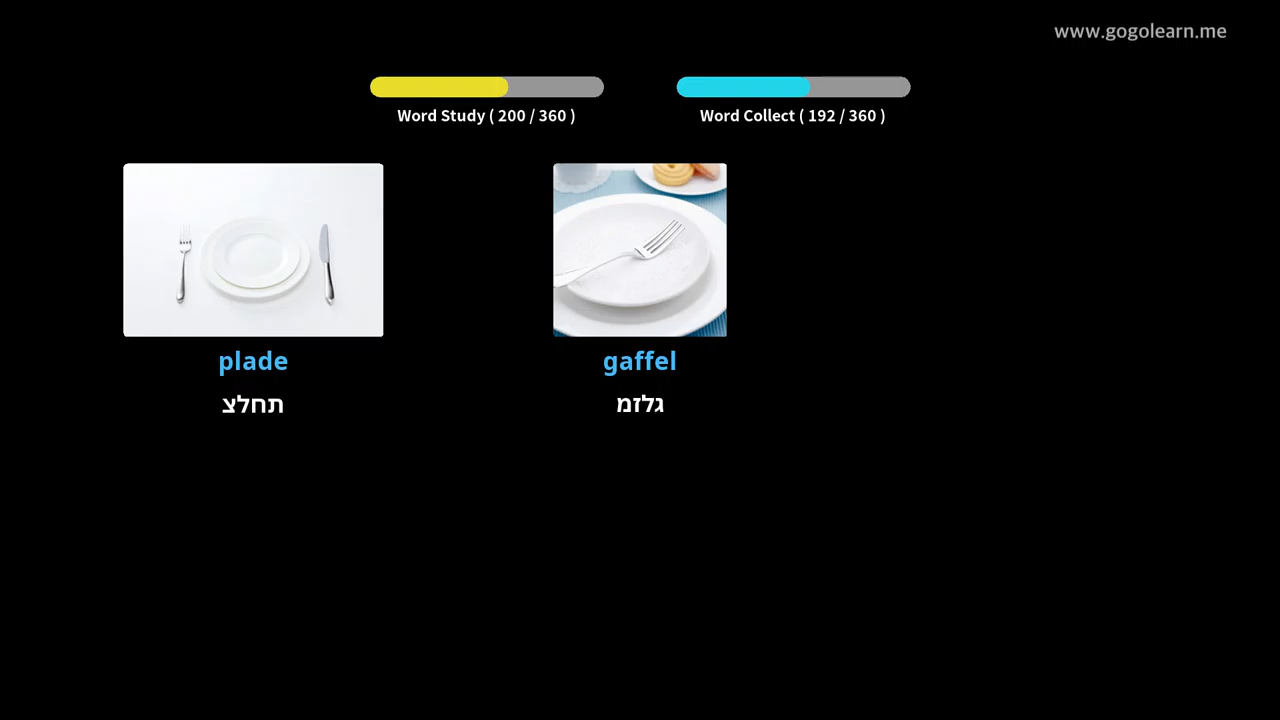 www.gogolearn.me
Word Study ( 200 / 360 )
Word Collect ( 192 / 360 )
plade
תחלצ
gaffel
גלזמ